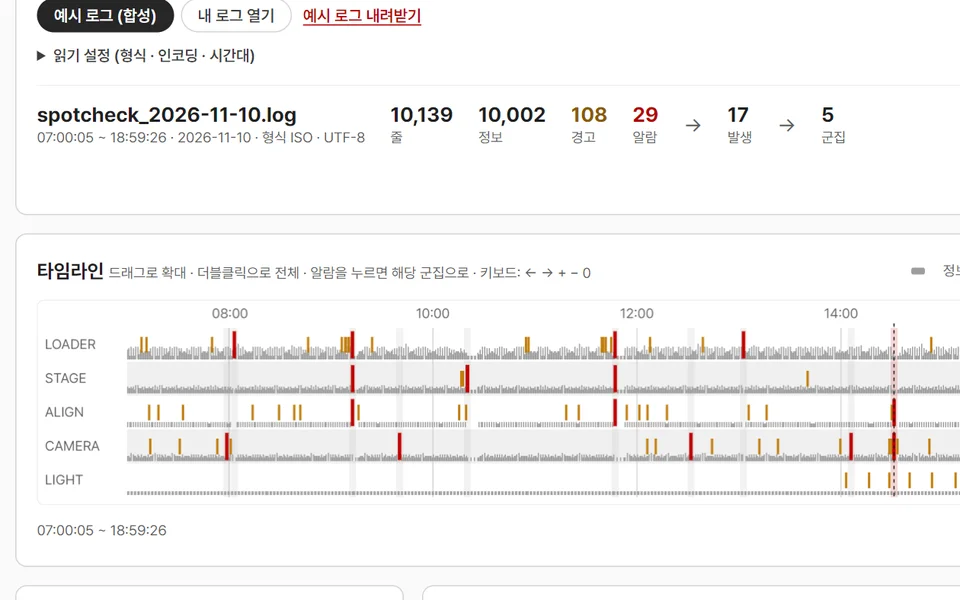 예시 로그 (합성) 내 로그 열기 예시 로그 내려받기
▶ 읽기 설정 (형식 · 인코딩 · 시간대)
spotcheck_2026-11-10.log 10,139 10,002 108 29 → 17 → 5
07:00:05 ~ 18:59:26 · 2026-11-10 · 형식 ISO · UTF-8 줄 정보 경고 알람 발생 군집
타임라인 드래그로 확대 · 더블클릭으로 전체 · 알람을 누르면 해당 군집으로 · 키보드: ← → + − 0
08:00 10:00 12:00 14:00
LOADER
STAGE
ALIGN
CAMERA
LIGHT
07:00:05 ~ 18:59:26